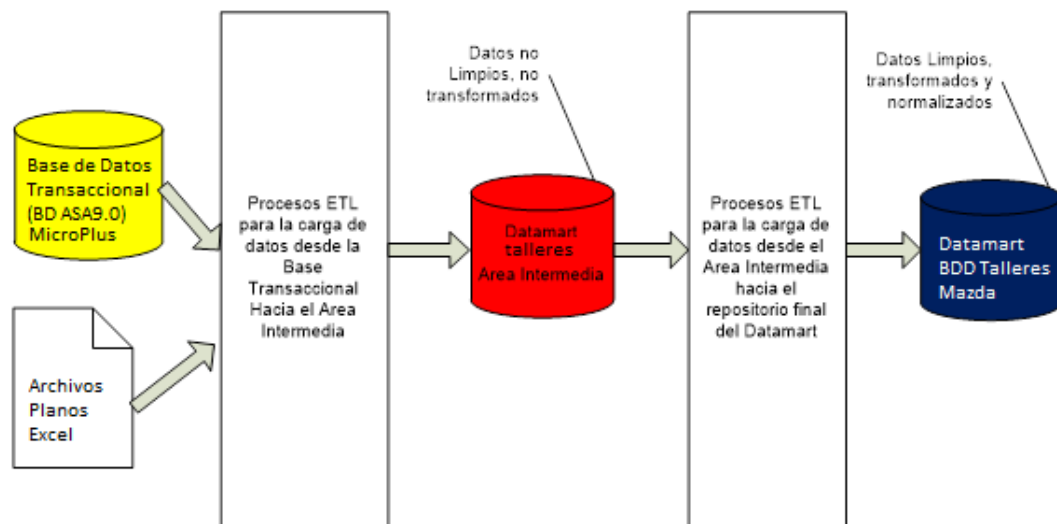 Base de Datos
Transaccional
(BD ASA9.0)
MicroPlus
Archivos
Planos
Excel
Procesos ETL
para la carga de
datos desde la
Base
Transaccional
Hacia el Area
Intermedia
Datos no
Limpios, no
transformados
Datamart
talleres
Area Intermedia
Procesos ETL
para la carga de
datos desde el
Area Intermedia
hacia el
repositorio final
del Datamart
Datos Limpios,
transformados y
normalizados
Datamart
BDD Talleres
Mazda